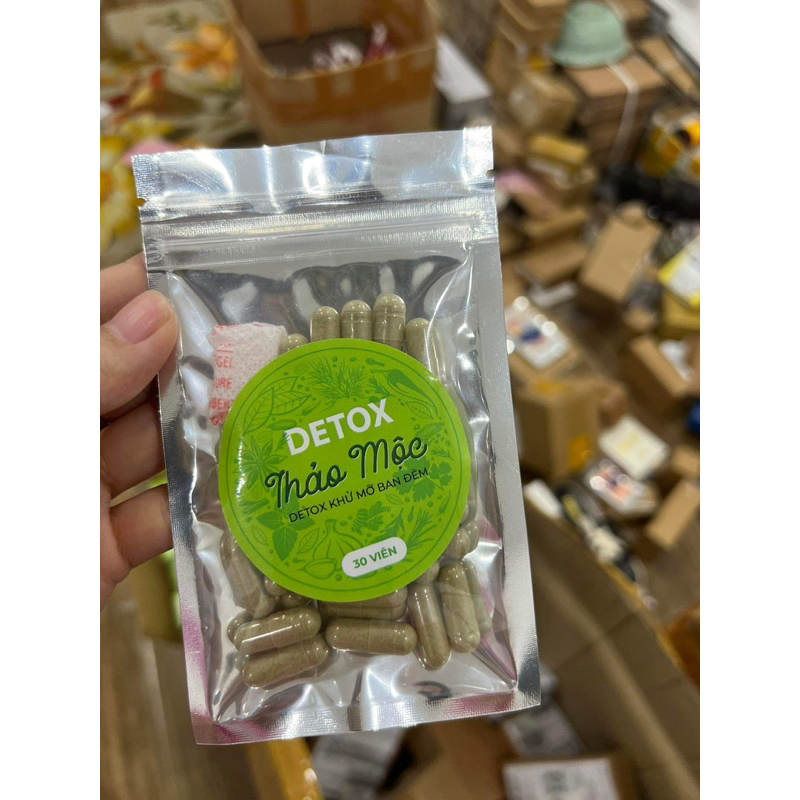 DETOX
Thảo Mộc
DETOX KHỬ MỠ BAN ĐÊM
30 VIÊN